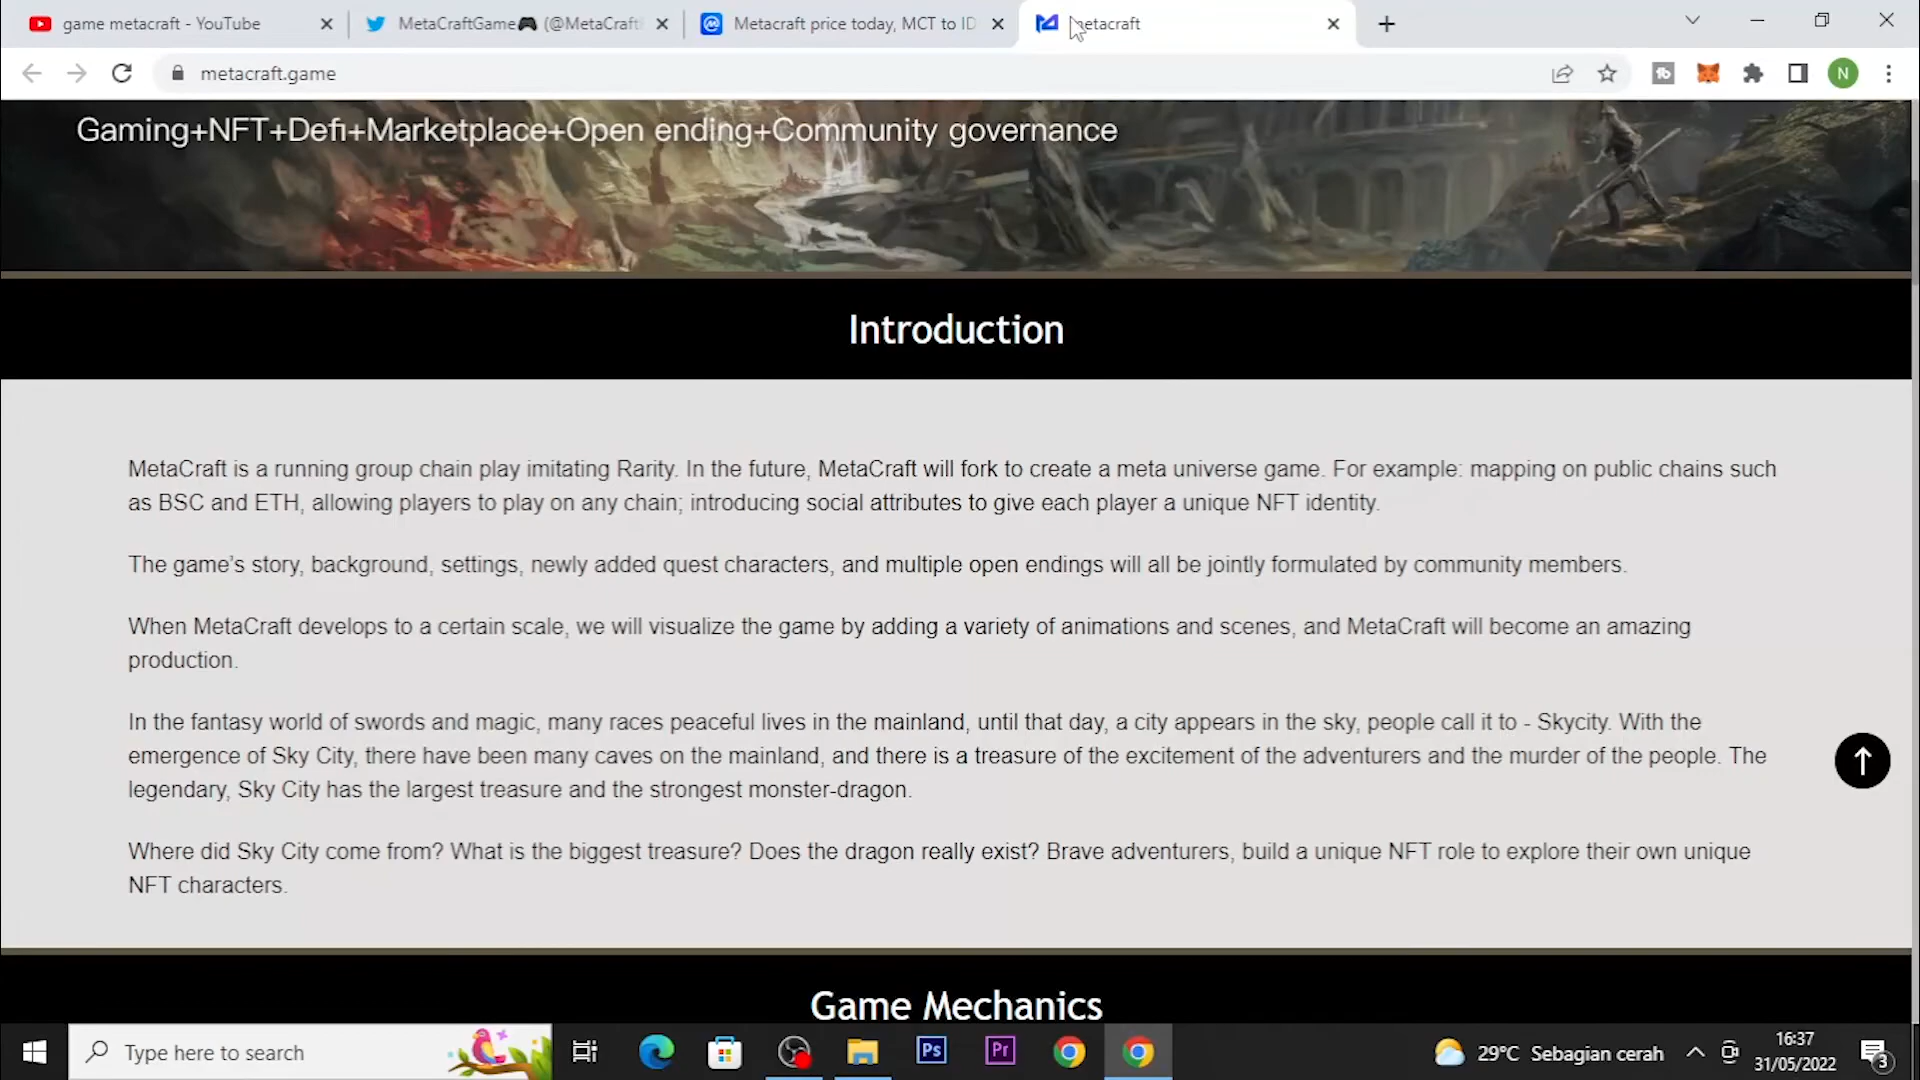 game metacraft - YouTube
MetaCraftGame🎮 (@MetaCraft
Metacraft price today, MCT to ID
metacraft
metacraft.game
N
Gaming+NFT+Defi+Marketplace+Open ending+Community governance
Introduction
MetaCraft is a running group chain play imitating Rarity. In the future, MetaCraft will fork to create a meta universe game. For example: mapping on public chains such
as BSC and ETH, allowing players to play on any chain; introducing social attributes to give each player a unique NFT identity.
The game's story, background, settings, newly added quest characters, and multiple open endings will all be jointly formulated by community members.
When MetaCraft develops to a certain scale, we will visualize the game by adding a variety of animations and scenes, and MetaCraft will become an amazing
production.
In the fantasy world of swords and magic, many races peaceful lives in the mainland, until that day, a city appears in the sky, people call it to - Skycity. With the
emergence of Sky City, there have been many caves on the mainland, and there is a treasure of the excitement of the adventurers and the murder of the people. The
legendary, Sky City has the largest treasure and the strongest monster-dragon.
Where did Sky City come from? What is the biggest treasure? Does the dragon really exist? Brave adventurers, build a unique NFT role to explore their own unique
NFT characters.
Game Mechanics
Type here to search
Ps
Pr
29°C Sebagian cerah
16:37
31/05/2022
3